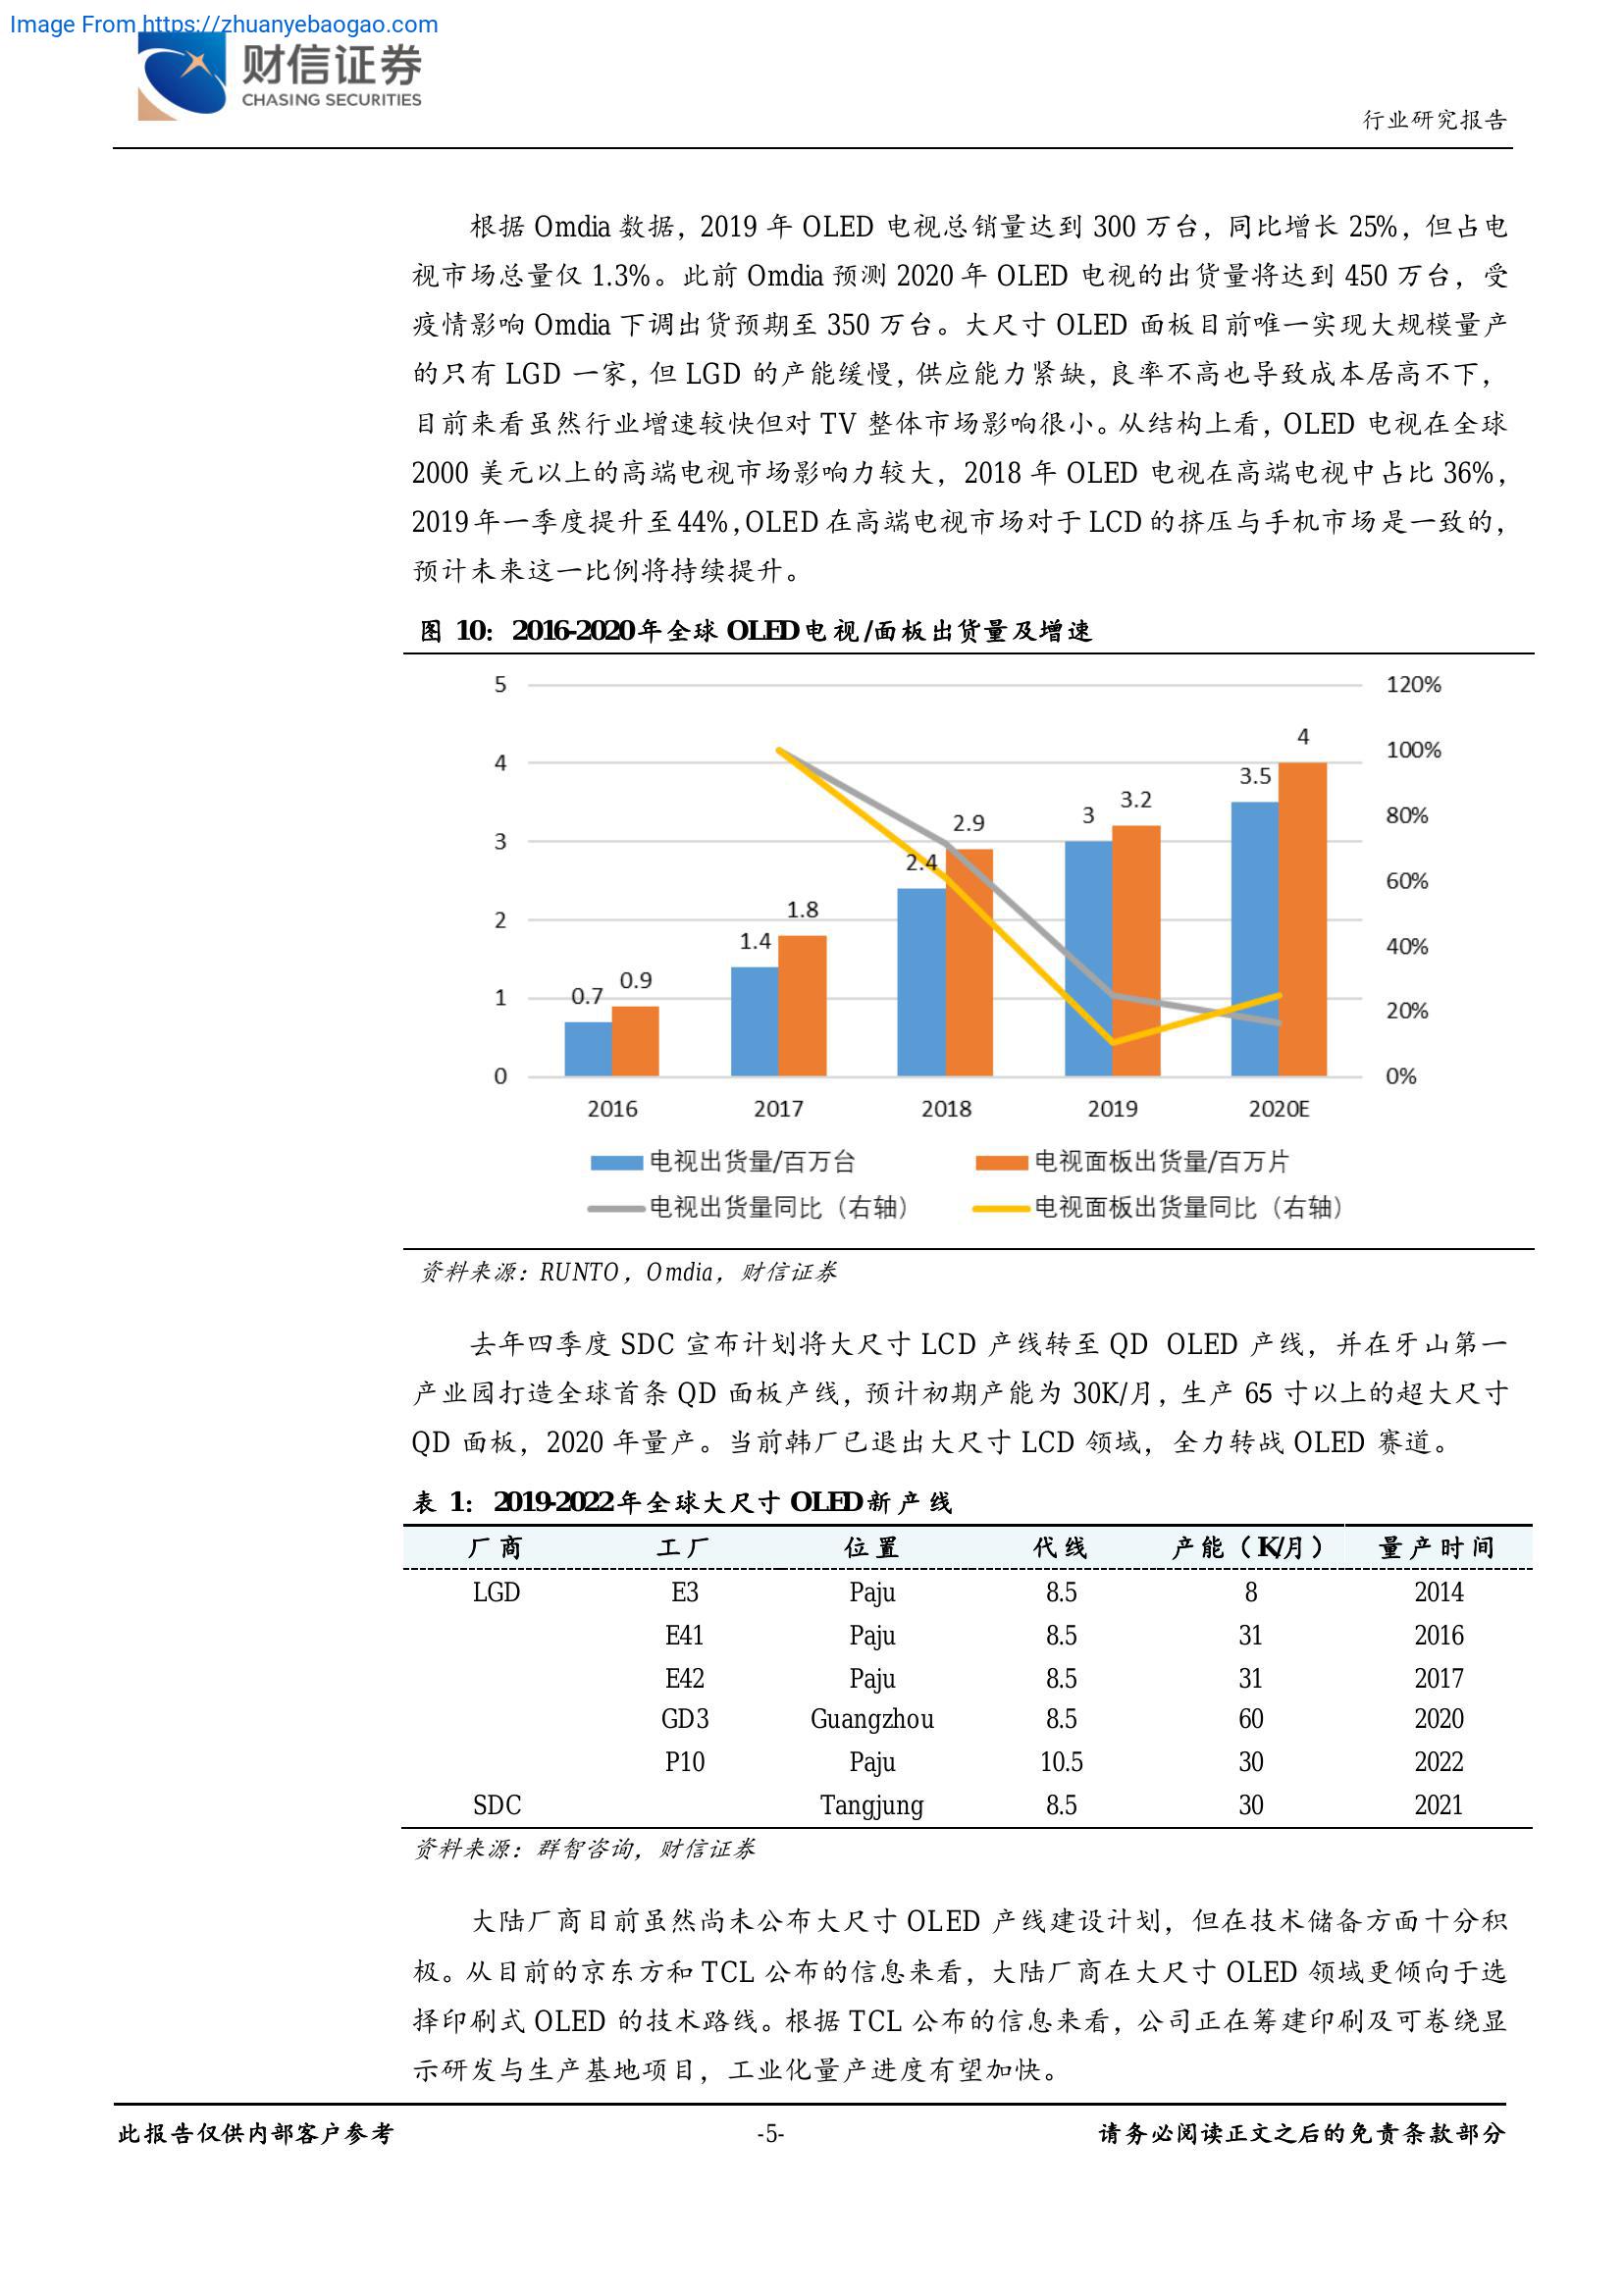 Image From https://zhuanyebaogao.com
财信证券
CHASING SECURITIES
行业研究报告
根据 Omdia 数据，2019 年 OLED 电视总销量达到 300 万台，同比增长 25%，但占电
视市场总量仅 1.3%。此前 Omdia 预测 2020 年 OLED 电视的出货量将达到 450 万台，受
疫情影响 Omdia 下调出货预期至 350 万台。大尺寸 OLED 面板目前唯一实现大规模量产
的只有 LGD 一家，但 LGD 的产能缓慢，供应能力紧缺，良率不高也导致成本居高不下，
目前来看虽然行业增速较快但对 TV 整体市场影响很小。从结构上看，OLED 电视在全球
2000 美元以上的高端电视市场影响力较大，2018 年 OLED 电视在高端电视中占比 36%，
2019 年一季度提升至 44%，OLED 在高端电视市场对于 LCD 的挤压与手机市场是一致的，
预计未来这一比例将持续提升。
图 10：2016-2020 年全球 OLED 电视/面板出货量及增速
5 120%
4 100%
3 80%
2 60%
1 40%
0 20%
0%
0.7 0.9 1.4 1.8 2.4 2.9 3 3.2 3.5 4
2016 2017 2018 2019 2020E
电视出货量/百万台 电视面板出货量/百万片
电视出货量同比（右轴） 电视面板出货量同比（右轴）
资料来源：RUNTO，Omdia，财信证券
去年四季度 SDC 宣布计划将大尺寸 LCD 产线转至 QD OLED 产线，并在牙山第一
产业园打造全球首条 QD 面板产线，预计初期产能为 30K/月，生产 65 寸以上的超大尺寸
QD 面板，2020 年量产。当前韩厂已退出大尺寸 LCD 领域，全力转战 OLED 赛道。
表 1：2019-2022 年全球大尺寸 OLED 新产线
厂商 工厂 位置 代线 产能（K/月） 量产时间
LGD E3 Paju 8.5 8 2014
E41 Paju 8.5 31 2016
E42 Paju 8.5 31 2017
GD3 Guangzhou 8.5 60 2020
P10 Paju 10.5 30 2022
SDC Tangjung 8.5 30 2021
资料来源：群智咨询，财信证券
大陆厂商目前虽然尚未公布大尺寸 OLED 产线建设计划，但在技术储备方面十分积
极。从目前的京东方和 TCL 公布的信息来看，大陆厂商在大尺寸 OLED 领域更倾向于选
择印刷式 OLED 的技术路线。根据 TCL 公布的信息来看，公司正在筹建印刷及可卷绕显
示研发与生产基地项目，工业化量产进度有望加快。
此报告仅供内部客户参考 -5- 请务必阅读正文之后的免责条款部分